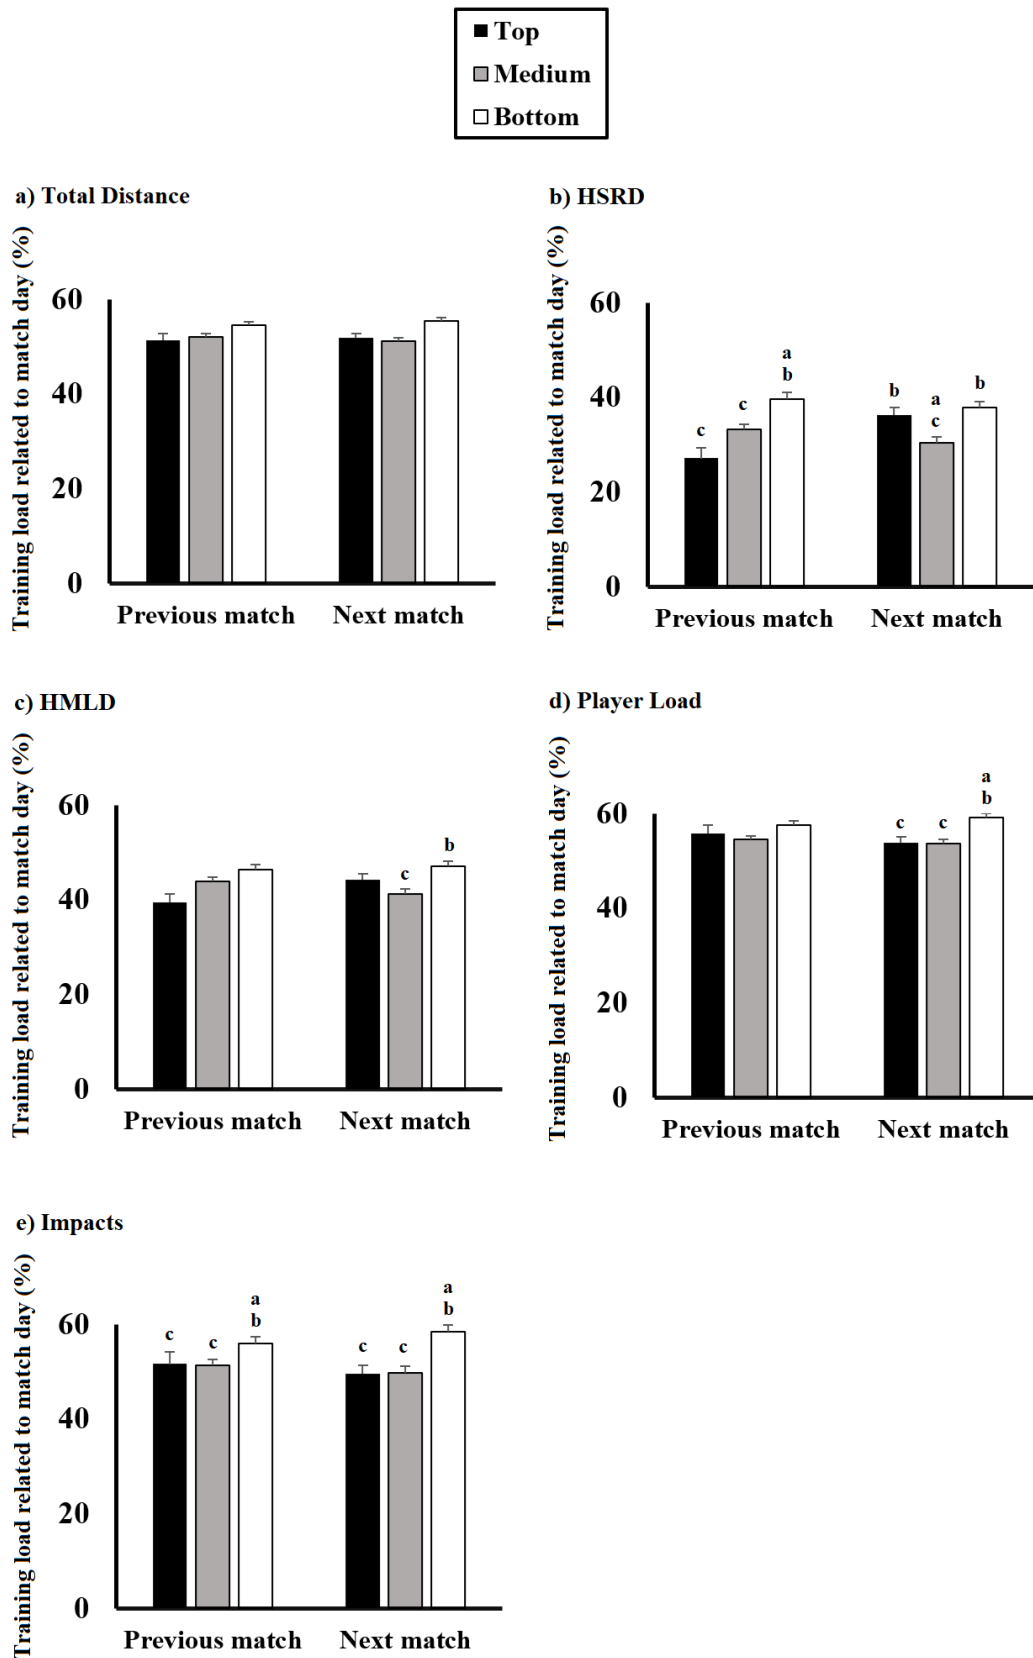 Top
Medium
Bottom
a) Total Distance
Training load related to match day (%)
60
40
20
0
Previous match
Next match
b) HSRD
Training load related to match day (%)
60
40
20
0
c
c
a
b
b
a
c
b
Previous match
Next match
c) HMLD
Training load related to match day (%)
60
40
20
0
c
b
Previous match
Next match
d) Player Load
Training load related to match day (%)
60
40
20
0
c
c
a
b
Previous match
Next match
e) Impacts
Training load related to match day (%)
60
40
20
0
c
c
a
b
c
c
a
b
Previous match
Next match